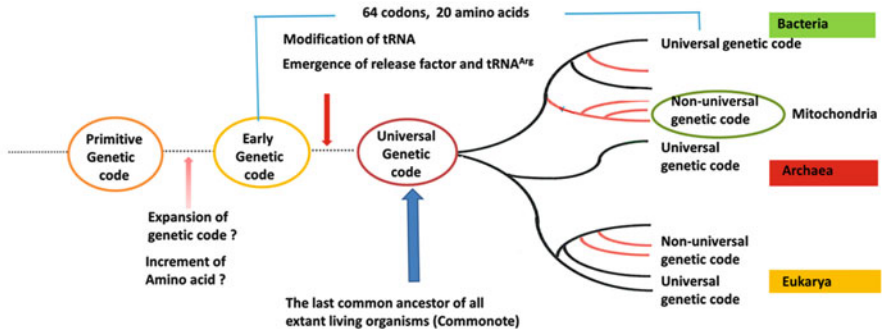 64 codons, 20 amino acids
Modification of tRNA
Emergence of release factor and tRNAᴬʳᵍ
Primitive
Genetic
code
Early
Genetic
code
Universal
Genetic
code
Expansion of
genetic code ?
Increment of
Amino acid ?
The last common ancestor of all
extant living organisms (Commonote)
Bacteria
Universal genetic code
Non-universal
genetic code
Mitochondria
Universal
genetic code
Archaea
Non-universal
genetic code
Universal
genetic code
Eukarya